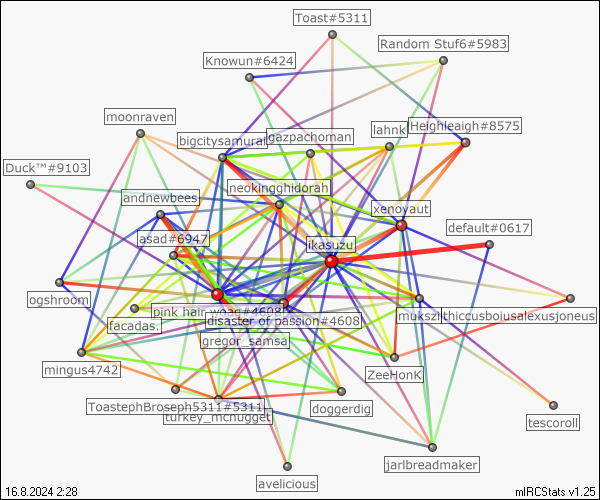 Toast#5311
Random Stuf6#5983
Knowun#6424
moonraven
Heighleaigh#8575
lahnk
bigcitysamurai
gazpachoman
Duck™#9103
neokingghidorah
andnewbees
xenoyaut
default#0617
asad#6947
ikasuzu
ogshroom
pink hair woag#4698
mukszi
thiccusboiusalexusjoneus
facadas.
disaster of passion#4608
gregor_samsa
mingus4742
ZeeHonK
ToastephBroseph5311#5311
doggerdig
turkey_mcnugget
tescoroll
jarlbreadmaker
avelicious
16.8.2024 2:28
mIRCStats v1.25